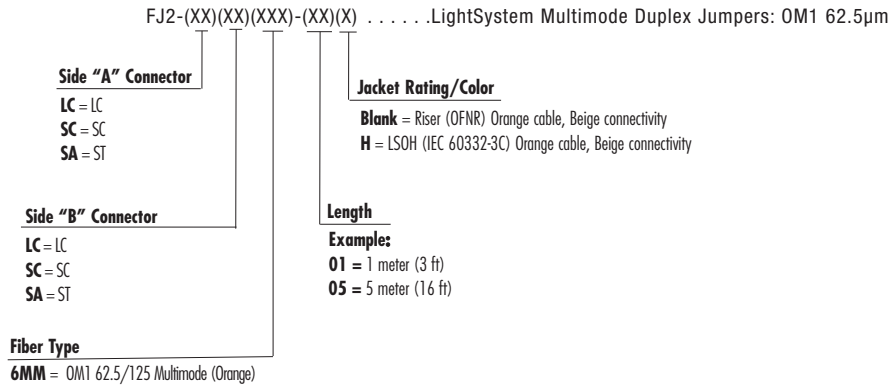 FJ2-(XX)(XX)(XXX)-(XX)(X) . . . . . .LightSystem Multimode Duplex Jumpers: OM1 62.5µm
Side “A” Connector
LC = LC
SC = SC
SA = ST
Jacket Rating/Color
Blank = Riser (OFNR) Orange cable, Beige connectivity
H = LSOH (IEC 60332-3C) Orange cable, Beige connectivity
Side “B” Connector
LC = LC
SC = SC
SA = ST
Length
Example:
01 = 1 meter (3 ft)
05 = 5 meter (16 ft)
Fiber Type
6MM = OM1 62.5/125 Multimode (Orange)